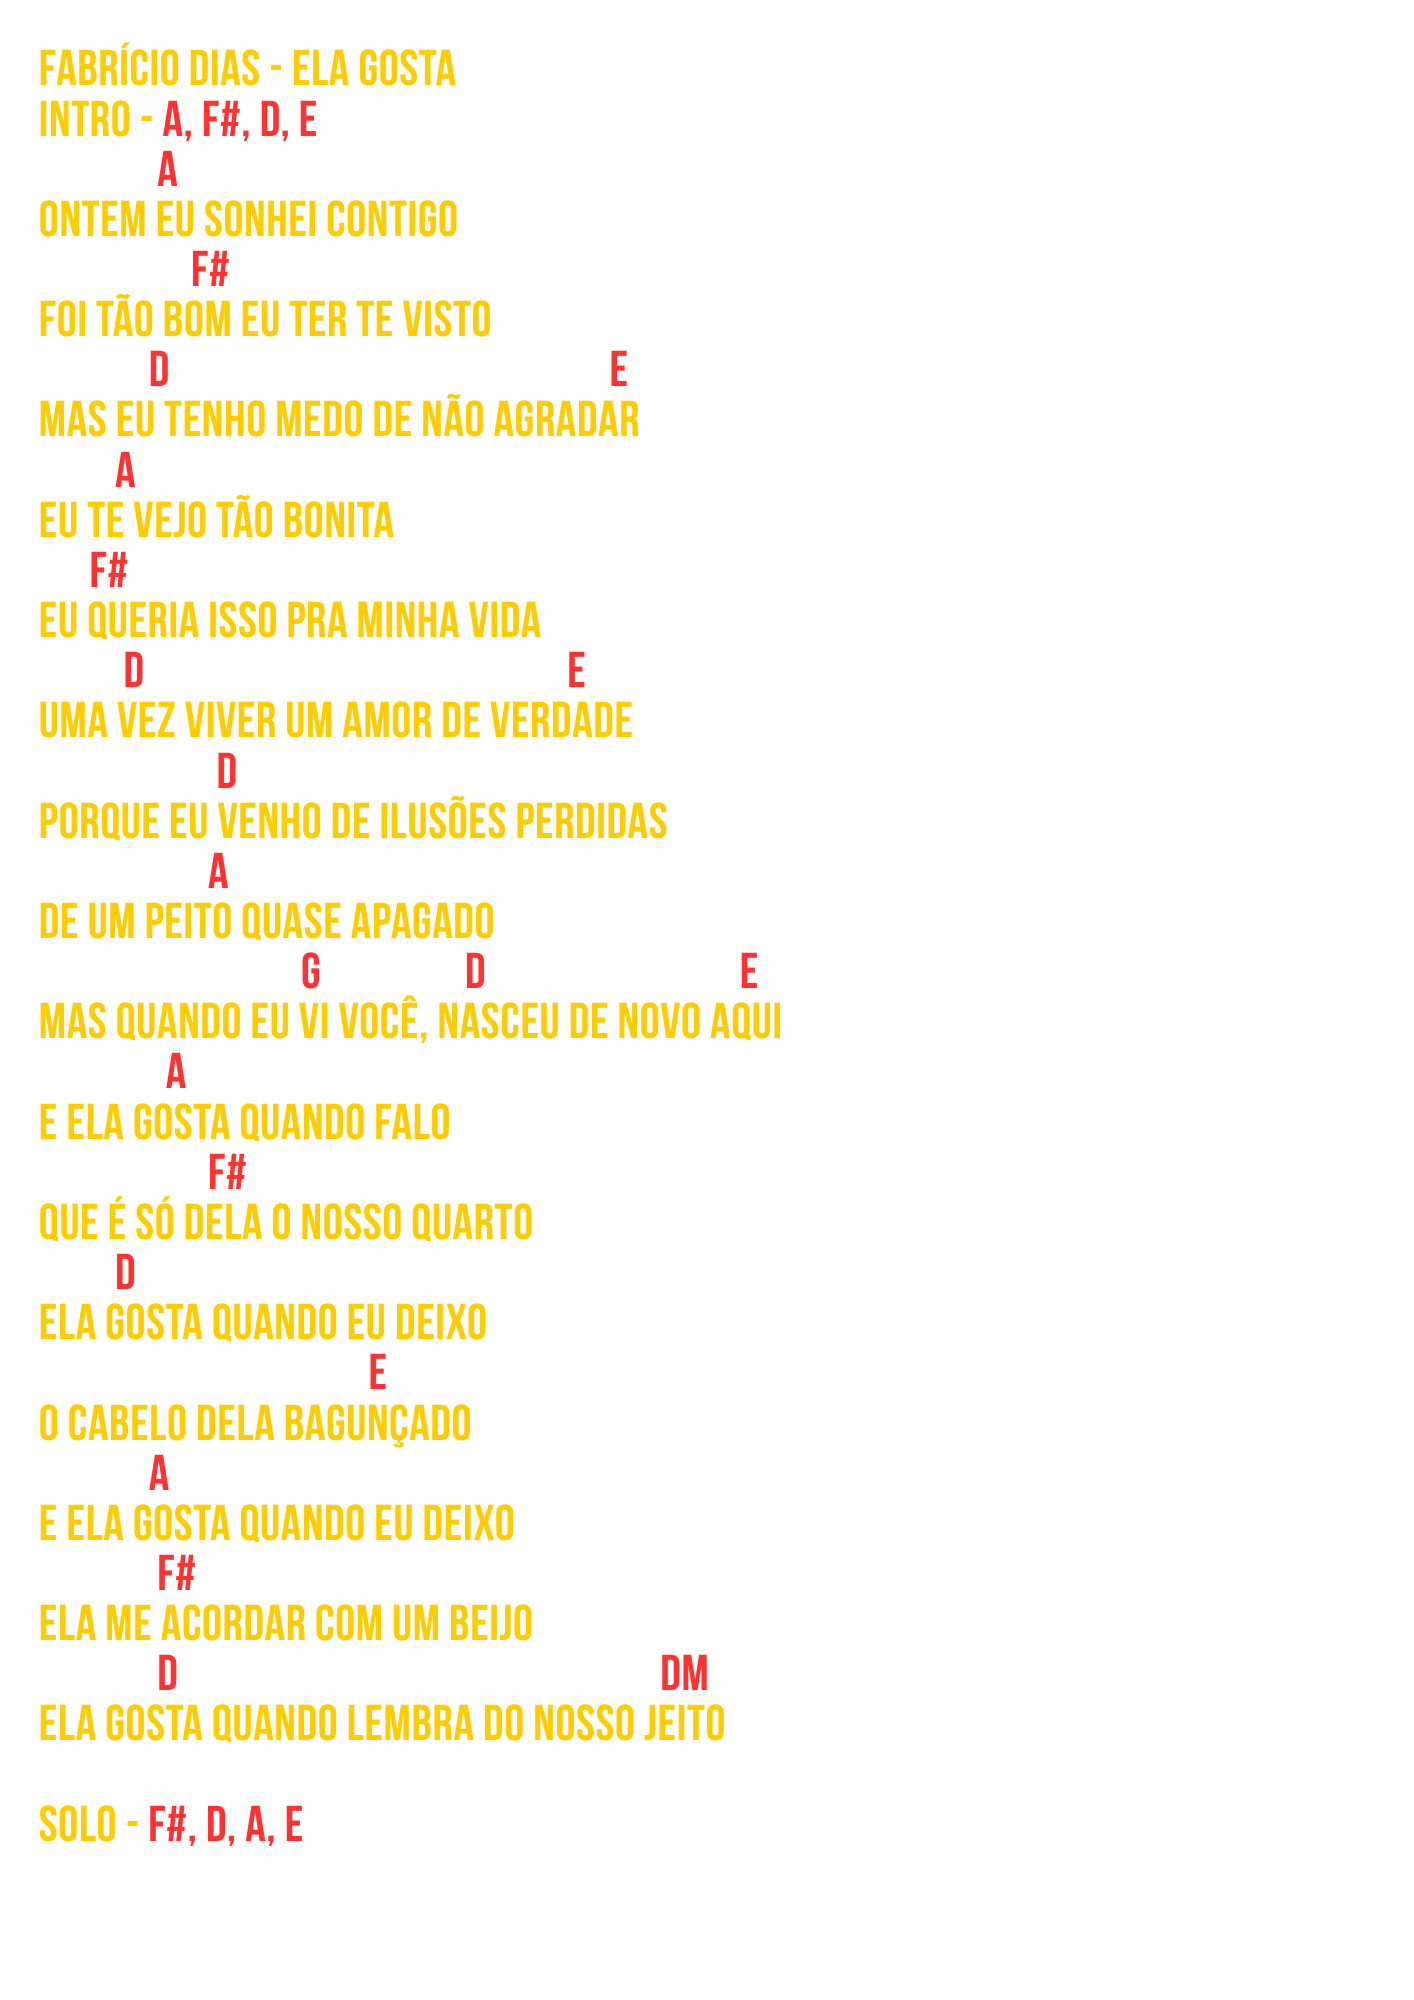 FABRÍCIO DIAS - ELA GOSTA
INTRO - A, F#, D, E
A
ONTEM EU SONHEI CONTIGO
F#
FOI TÃO BOM EU TER TE VISTO
D E
MAS EU TENHO MEDO DE NÃO AGRADAR
A
EU TE VEJO TÃO BONITA
F#
EU QUERIA ISSO PRA MINHA VIDA
D E
UMA VEZ VIVER UM AMOR DE VERDADE
D
PORQUE EU VENHO DE ILUSÕES PERDIDAS
A
DE UM PEITO QUASE APAGADO
G D E
MAS QUANDO EU VI VOCÊ, NASCEU DE NOVO AQUI
A
E ELA GOSTA QUANDO FALO
F#
QUE É SÓ DELA O NOSSO QUARTO
D
ELA GOSTA QUANDO EU DEIXO
E
O CABELO DELA BAGUNÇADO
A
E ELA GOSTA QUANDO EU DEIXO
F#
ELA ME ACORDAR COM UM BEIJO
D DM
ELA GOSTA QUANDO LEMBRA DO NOSSO JEITO
SOLO - F#, D, A, E